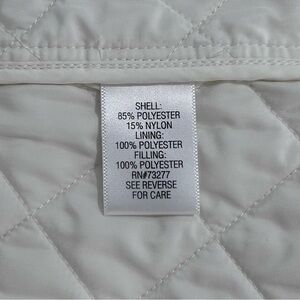 SHELL:
85% POLYESTER
15% NYLON
LINING:
100% POLYESTER
FILLING:
100% POLYESTER
RN#73277
SEE REVERSE
FOR CARE